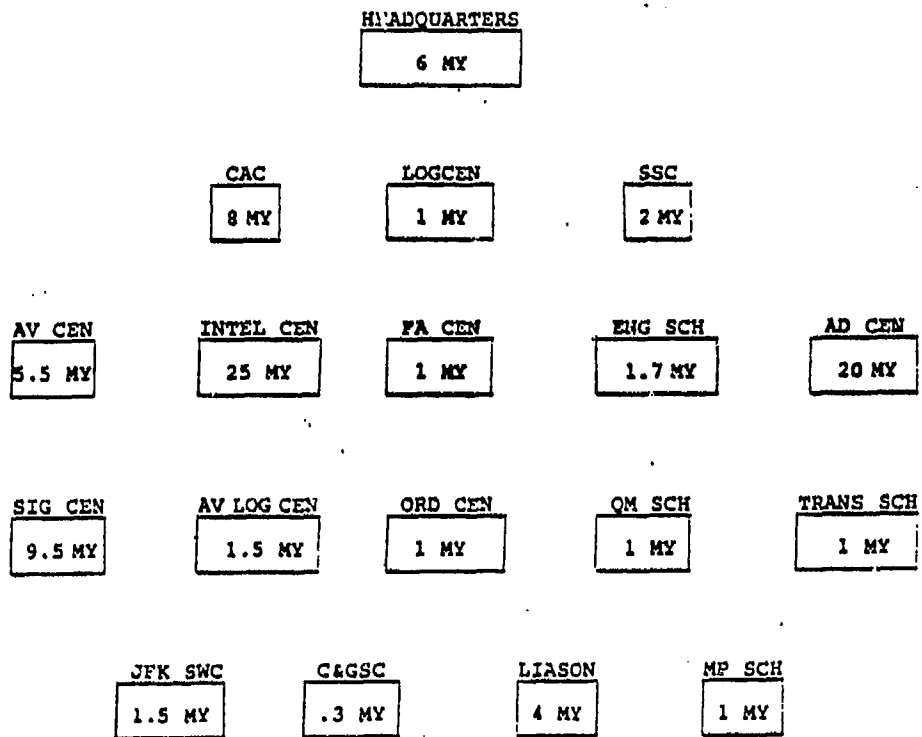 HEADQUARTERS
6 MY
CAC LOGCEN SSC
8 MY 1 MY 2 MY
AV CEN INTEL CEN FA CEN ENG SCH AD CEN
5.5 MY 25 MY 1 MY 1.7 MY 20 MY
SIG CEN AV LOG CEN ORD CEN QM SCH TRANS SCH
9.5 MY 1.5 MY 1 MY 1 MY 1 MY
JFK SWC C&GSC LIASON MP SCH
1.5 MY .3 MY 4 MY 1 MY